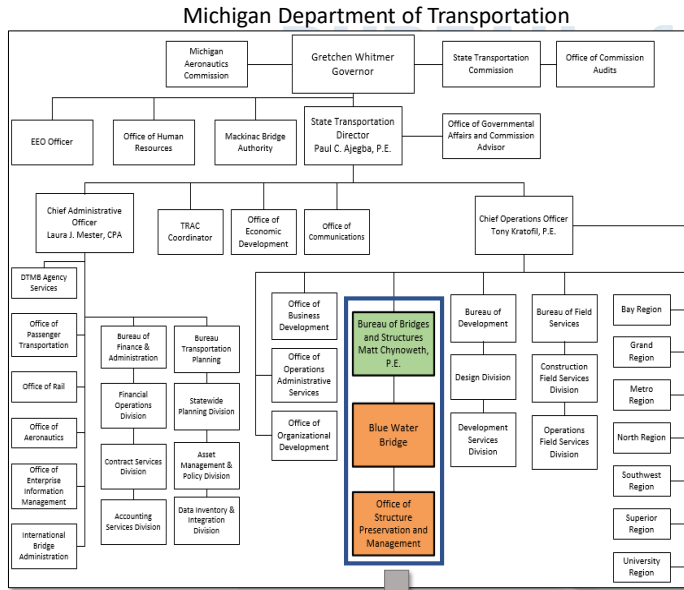 Michigan Department of Transportation
Michigan
Aeronautics
Commission
Gretchen Whitmer
Governor
State Transportation
Commission
Office of Commission
Audits
EEO Officer
Office of Human
Resources
Mackinac Bridge
Authority
State Transportation
Director
Paul C. Ajegba, P.E.
Office of Governmental
Affairs and Commission
Advisor
Chief Administrative
Officer
Laura J. Mester, CPA
TRAC
Coordinator
Office of
Economic
Development
Office of
Communications
Chief Operations Officer
Tony Kratofil, P.E.
DTMB Agency
Services
Office of
Passenger
Transportation
Office of Rail
Office of
Aeronautics
Office of
Enterprise
Information
Management
International
Bridge
Administration
Bureau of
Finance &
Administration
Financial
Operations
Division
Contract Services
Division
Accounting
Services Division
Bureau
Transportation
Planning
Statewide
Planning Division
Asset
Management &
Policy Division
Data Inventory &
Integration
Division
Office of
Business
Development
Office of
Operations
Administrative
Services
Office of
Organizational
Development
Bureau of Bridges
and Structures
Matt Chynoweth,
P.E.
Blue Water
Bridge
Office of
Structure
Preservation and
Management
Bureau of
Development
Design Division
Development
Services Division
Bureau of Field
Services
Construction
Field Services
Division
Operations
Field Services
Division
Bay Region
Grand
Region
Metro
Region
North Region
Southwest
Region
Superior
Region
University
Region